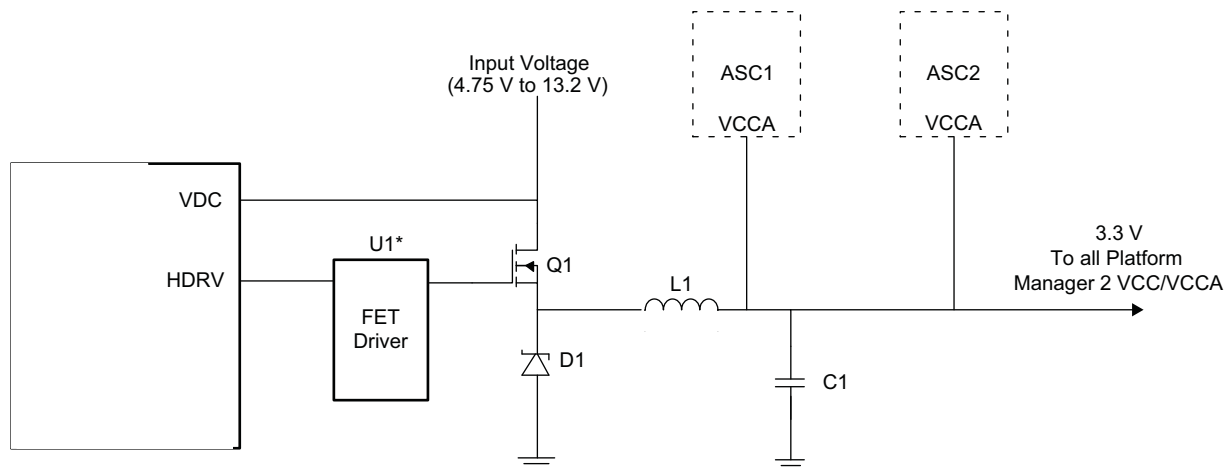 Input Voltage
(4.75 V to 13.2 V)
ASC1
VCCA
ASC2
VCCA
VDC
HDRV
U1*
FET
Driver
Q1
D1
L1
C1
3.3 V
To all Platform
Manager 2 VCC/VCCA